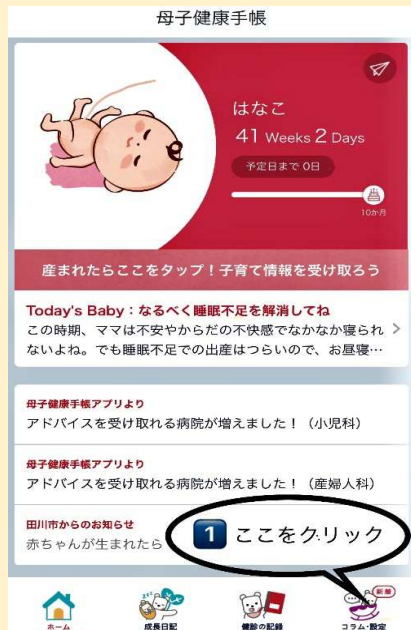 母子健康手帳
はなこ
41 Weeks 2 Days
予定日まで 0日
10か月
産まれたらここをタップ！子育て情報を受け取ろう
Today's Baby：なるべく睡眠不足を解消してね
この時期、ママは不安やからだの不快感でなかなか寝られ
ないよね。でも睡眠不足での出産はつらいので、お昼寝…
母子健康手帳アプリより
アドバイスを受け取れる病院が増えました！（小児科）
母子健康手帳アプリより
アドバイスを受け取れる病院が増えました！（産婦人科）
田川市からのお知らせ
赤ちゃんが生まれたら
1 ここをクリック
新着
ホーム 成長日記 健診の記録 コラム・設定